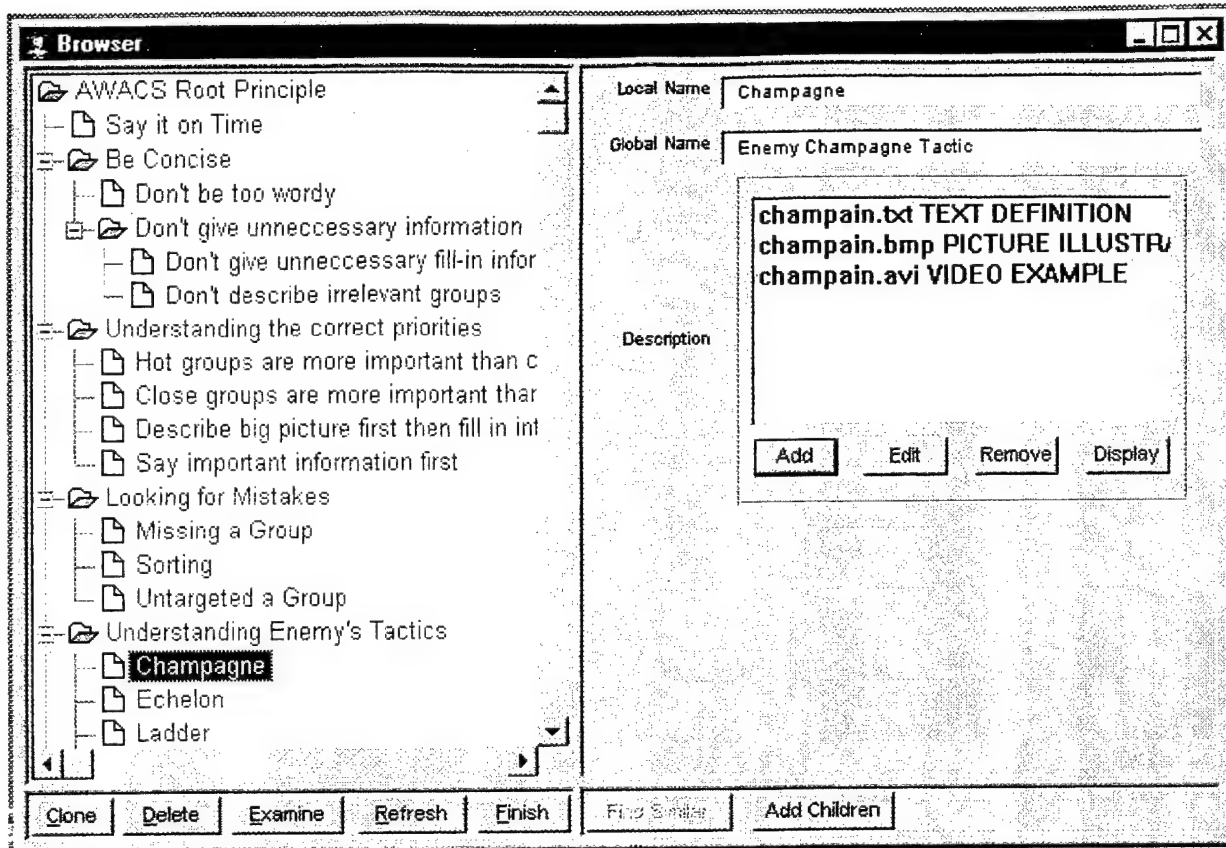 Browser
AWACS Root Principle
Say it on Time
Be Concise
Don't be too wordy
Don't give unneccessary information
Don't give unneccessary fill-in infor
Don't describe irrelevant groups
Understanding the correct priorities
Hot groups are more important than c
Close groups are more important thar
Describe big picture first then fill in int
Say important information first
Looking for Mistakes
Missing a Group
Sorting
Untargeted a Group
Understanding Enemy's Tactics
Champagne
Echelon
Ladder
Clone Delete Examine Refresh Finish
Local Name Champagne
Global Name Enemy Champagne Tactic
champain.txt TEXT DEFINITION
champain.bmp PICTURE ILLUSTRA
champain.avi VIDEO EXAMPLE
Description
Add Edit Remove Display
Find Similar Add Children